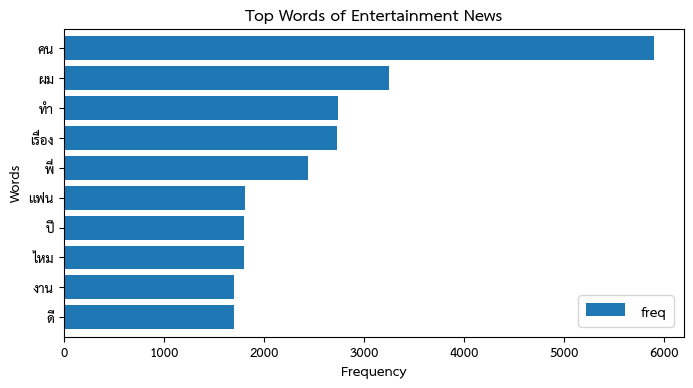 Top Words of Entertainment News
คน
ผม
ทำ
เรื่อง
พี่
แฟน
ปี
ไหม
งาน
ดี
Words
freq
0 1000 2000 3000 4000 5000 6000
Frequency